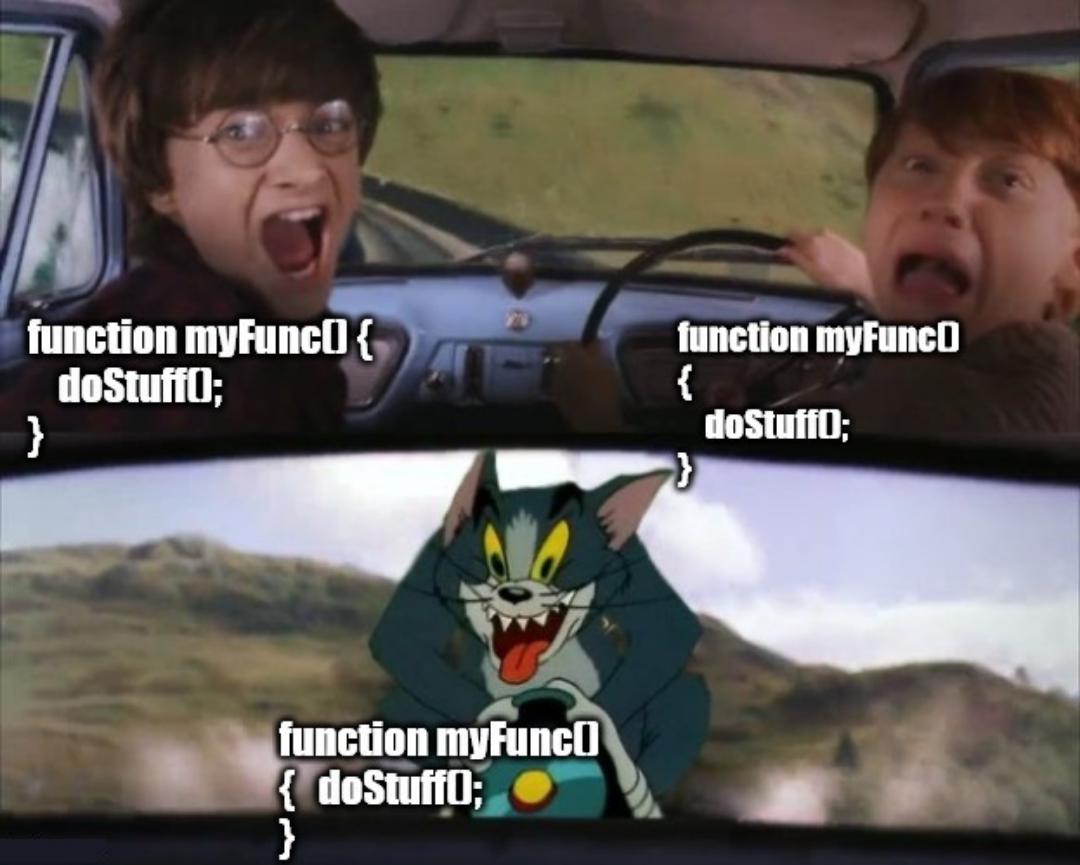 function myFunc() {
    doStuff();
}
function myFunc()
{
    doStuff();
}
function myFunc()
{   doStuff();
}